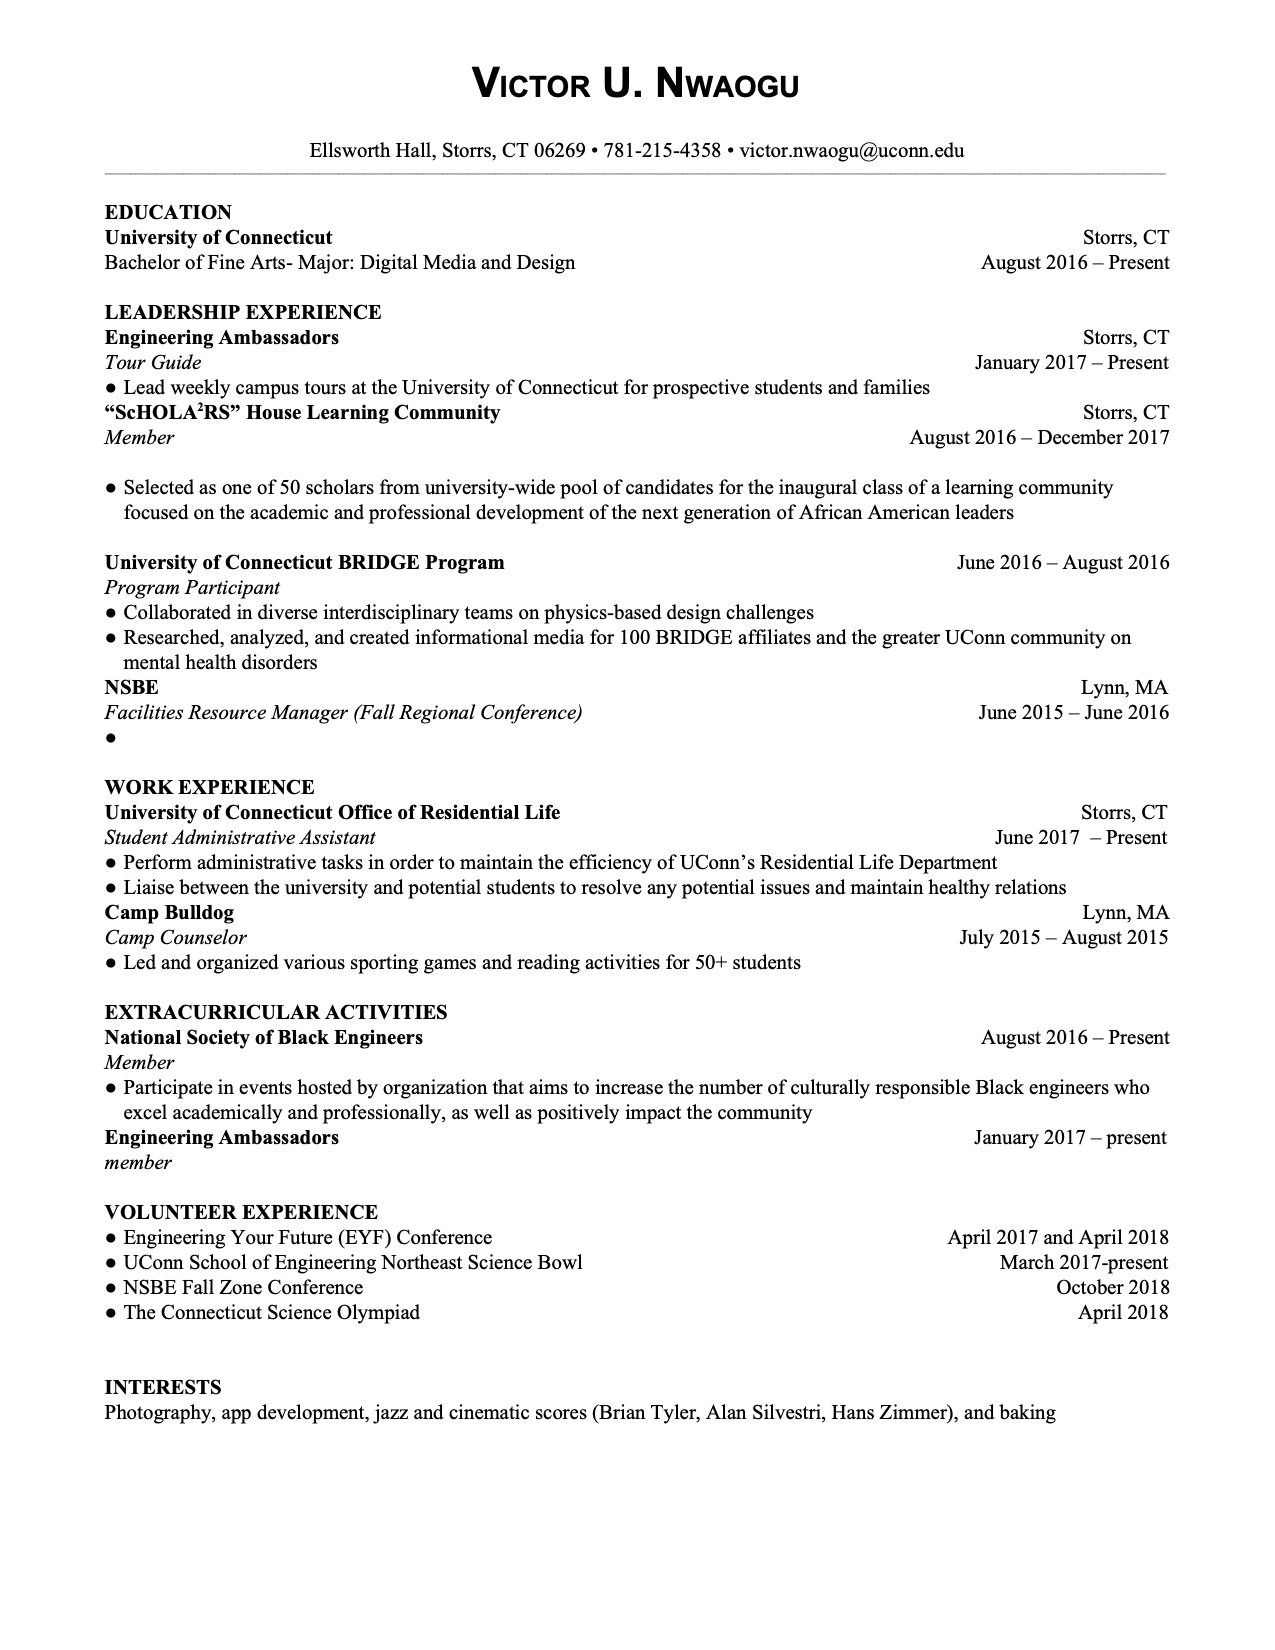 VICTOR U. NWAOGU
Ellsworth Hall, Storrs, CT 06269 • 781-215-4358 • victor.nwaogu@uconn.edu
EDUCATION
University of Connecticut Storrs, CT
Bachelor of Fine Arts- Major: Digital Media and Design August 2016 – Present
LEADERSHIP EXPERIENCE
Engineering Ambassadors Storrs, CT
Tour Guide January 2017 – Present
● Lead weekly campus tours at the University of Connecticut for prospective students and families
“ScHOLA²RS” House Learning Community Storrs, CT
Member August 2016 – December 2017
● Selected as one of 50 scholars from university-wide pool of candidates for the inaugural class of a learning community
focused on the academic and professional development of the next generation of African American leaders
University of Connecticut BRIDGE Program June 2016 – August 2016
Program Participant
● Collaborated in diverse interdisciplinary teams on physics-based design challenges
● Researched, analyzed, and created informational media for 100 BRIDGE affiliates and the greater UConn community on
mental health disorders
NSBE Lynn, MA
Facilities Resource Manager (Fall Regional Conference) June 2015 – June 2016
●
WORK EXPERIENCE
University of Connecticut Office of Residential Life Storrs, CT
Student Administrative Assistant June 2017 – Present
● Perform administrative tasks in order to maintain the efficiency of UConn’s Residential Life Department
● Liaise between the university and potential students to resolve any potential issues and maintain healthy relations
Camp Bulldog Lynn, MA
Camp Counselor July 2015 – August 2015
● Led and organized various sporting games and reading activities for 50+ students
EXTRACURRICULAR ACTIVITIES
National Society of Black Engineers August 2016 – Present
Member
● Participate in events hosted by organization that aims to increase the number of culturally responsible Black engineers who
excel academically and professionally, as well as positively impact the community
Engineering Ambassadors January 2017 – present
member
VOLUNTEER EXPERIENCE
● Engineering Your Future (EYF) Conference April 2017 and April 2018
● UConn School of Engineering Northeast Science Bowl March 2017-present
● NSBE Fall Zone Conference October 2018
● The Connecticut Science Olympiad April 2018
INTERESTS
Photography, app development, jazz and cinematic scores (Brian Tyler, Alan Silvestri, Hans Zimmer), and baking